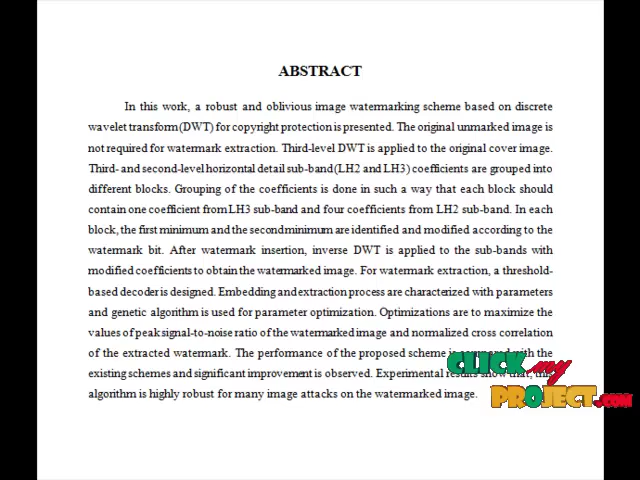 ABSTRACT
In this work, a robust and oblivious image watermarking scheme based on discrete
wavelet transform (DWT) for copyright protection is presented. The original unmarked image is
not required for watermark extraction. Third-level DWT is applied to the original cover image.
Third- and second-level horizontal detail sub-band (LH2 and LH3) coefficients are grouped into
different blocks. Grouping of the coefficients is done in such a way that each block should
contain one coefficient from LH3 sub-band and four coefficients from LH2 sub-band. In each
block, the first minimum and the second minimum are identified and modified according to the
watermark bit. After watermark insertion, inverse DWT is applied to the sub-bands with
modified coefficients to obtain the watermarked image. For watermark extraction, a threshold-
based decoder is designed. Embedding and extraction process are characterized with parameters
and genetic algorithm is used for parameter optimization. Optimizations are to maximize the
values of peak signal-to-noise ratio of the watermarked image and normalized cross correlation
of the extracted watermark. The performance of the proposed scheme is the
existing schemes and significant improvement is observed. Experimental results show that, this
algorithm is highly robust for many image attacks on the watermarked image.
CLICK my
PROJECT.COM